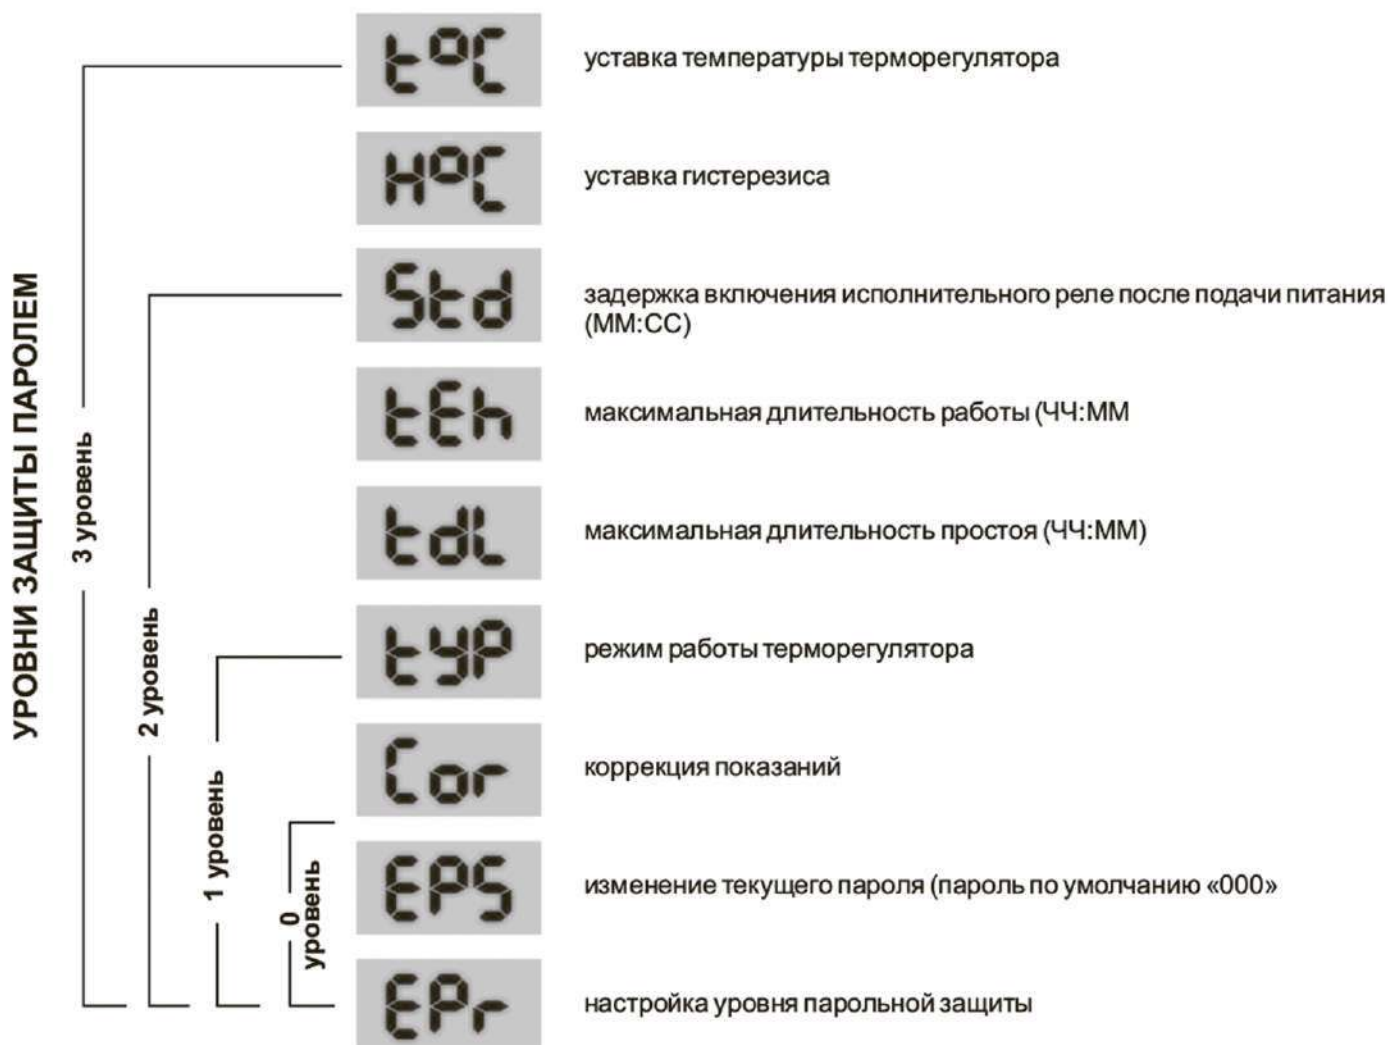 УРОВНИ ЗАЩИТЫ ПАРОЛЕМ
3 уровень
2 уровень
1 уровень
0
уровень
t°C
уставка температуры терморегулятора
H°C
уставка гистерезиса
Std
задержка включения исполнительного реле после подачи питания
(ММ:СС)
tEh
максимальная длительность работы (ЧЧ:ММ
tdL
максимальная длительность простоя (ЧЧ:ММ)
tYP
режим работы терморегулятора
Cor
коррекция показаний
EPS
изменение текущего пароля (пароль по умолчанию «000»
EPr
настройка уровня парольной защиты